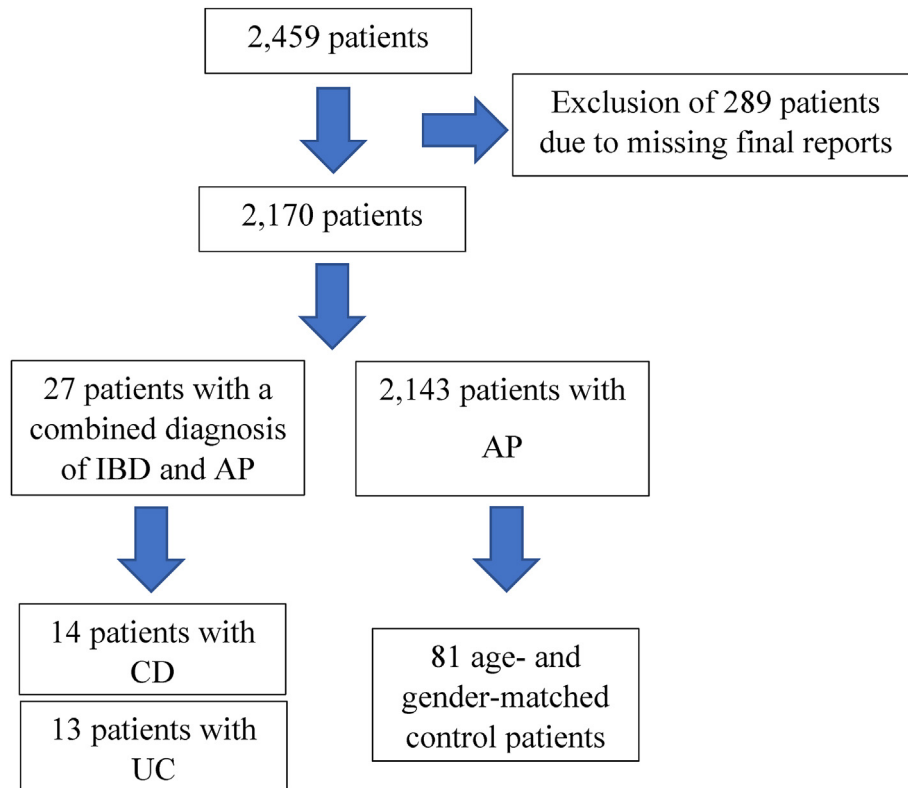 2,459 patients
Exclusion of 289 patients
due to missing final reports
2,170 patients
27 patients with a
combined diagnosis
of IBD and AP
2,143 patients with
AP
14 patients with
CD
13 patients with
UC
81 age- and
gender-matched
control patients